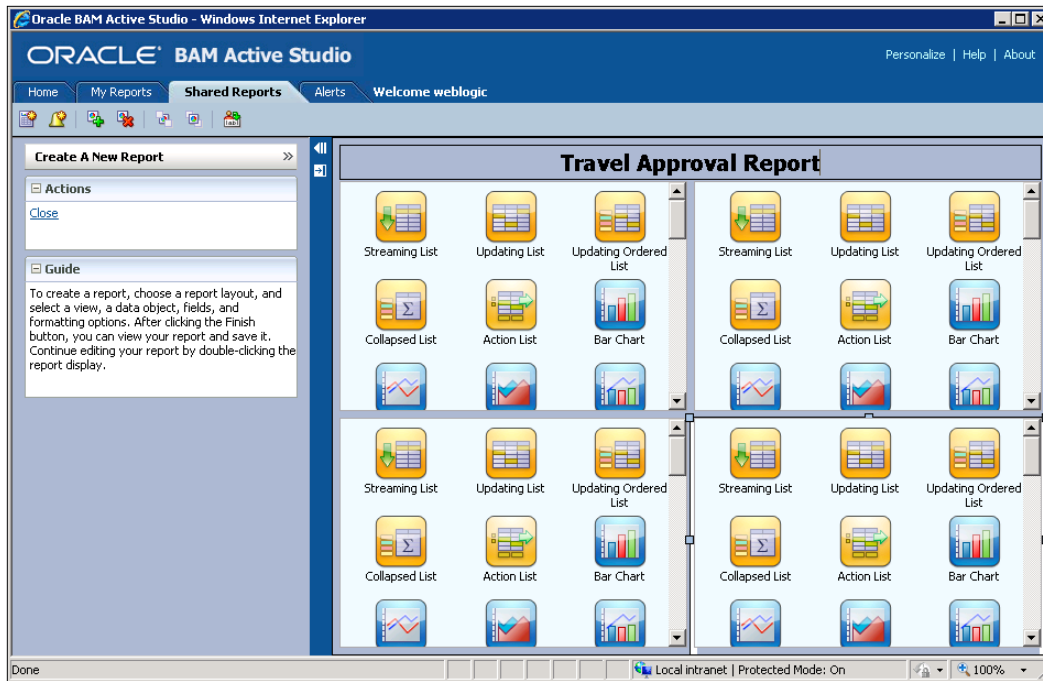 Oracle BAM Active Studio - Windows Internet Explorer
ORACLE® BAM Active Studio
Personalize | Help | About
Home My Reports Shared Reports Alerts Welcome weblogic
Create A New Report »
Actions
Close
Guide
To create a report, choose a report layout, and
select a view, a data object, fields, and
formatting options. After clicking the Finish
button, you can view your report and save it.
Continue editing your report by double-clicking the
report display.
Travel Approval Report
Streaming List Updating List Updating Ordered
List
Collapsed List Action List Bar Chart
Streaming List Updating List Updating Ordered
List
Collapsed List Action List Bar Chart
Streaming List Updating List Updating Ordered
List
Collapsed List Action List Bar Chart
Streaming List Updating List Updating Ordered
List
Collapsed List Action List Bar Chart
Done
Local intranet | Protected Mode: On
100%